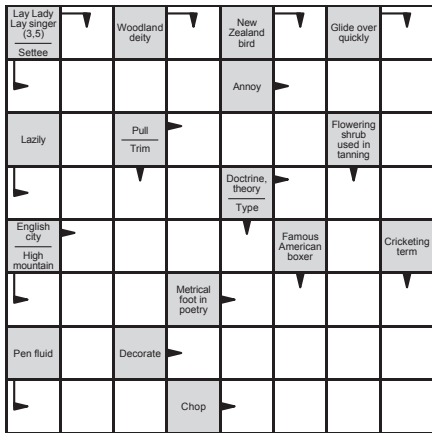 Lay Lady
Lay singer
(3,5)
Settee
Woodland
deity
New
Zealand
bird
Glide over
quickly
Annoy
Lazily
Pull
Trim
Flowering
shrub
used in
tanning
Doctrine,
theory
Type
English
city
High
mountain
Famous
American
boxer
Cricketing
term
Metrical
foot in
poetry
Pen fluid
Decorate
Chop